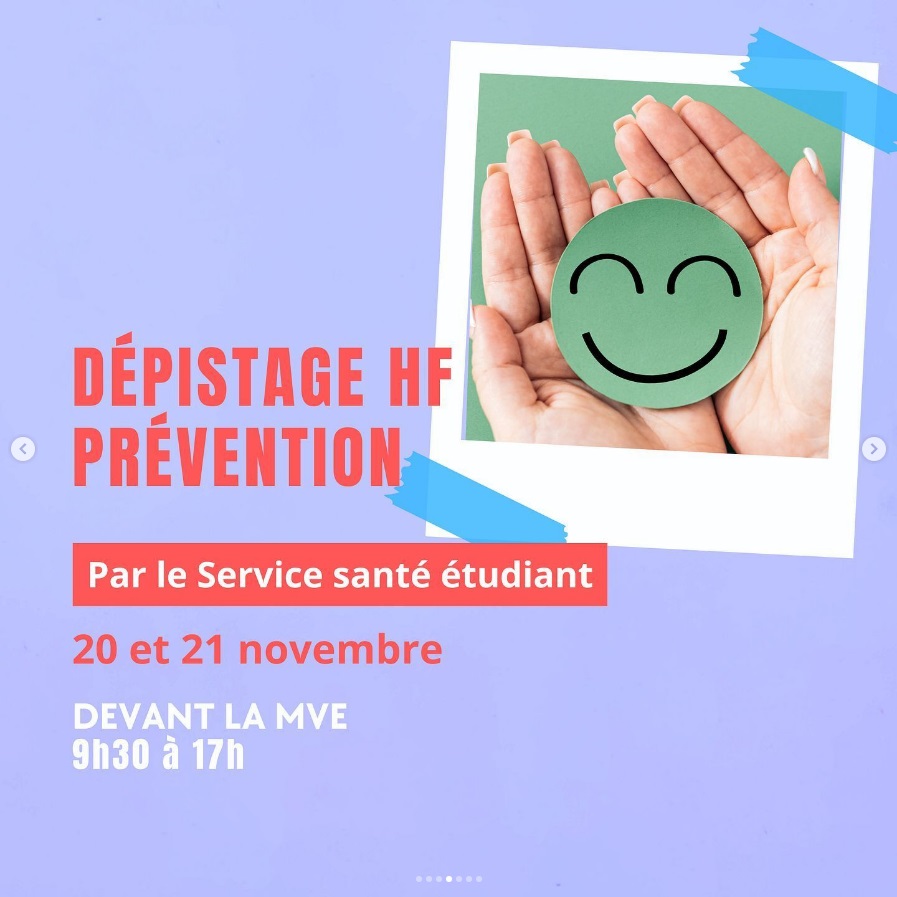 DÉPISTAGE HF
PRÉVENTION
Par le Service santé étudiant
20 et 21 novembre
DEVANT LA MVE
9h30 à 17h